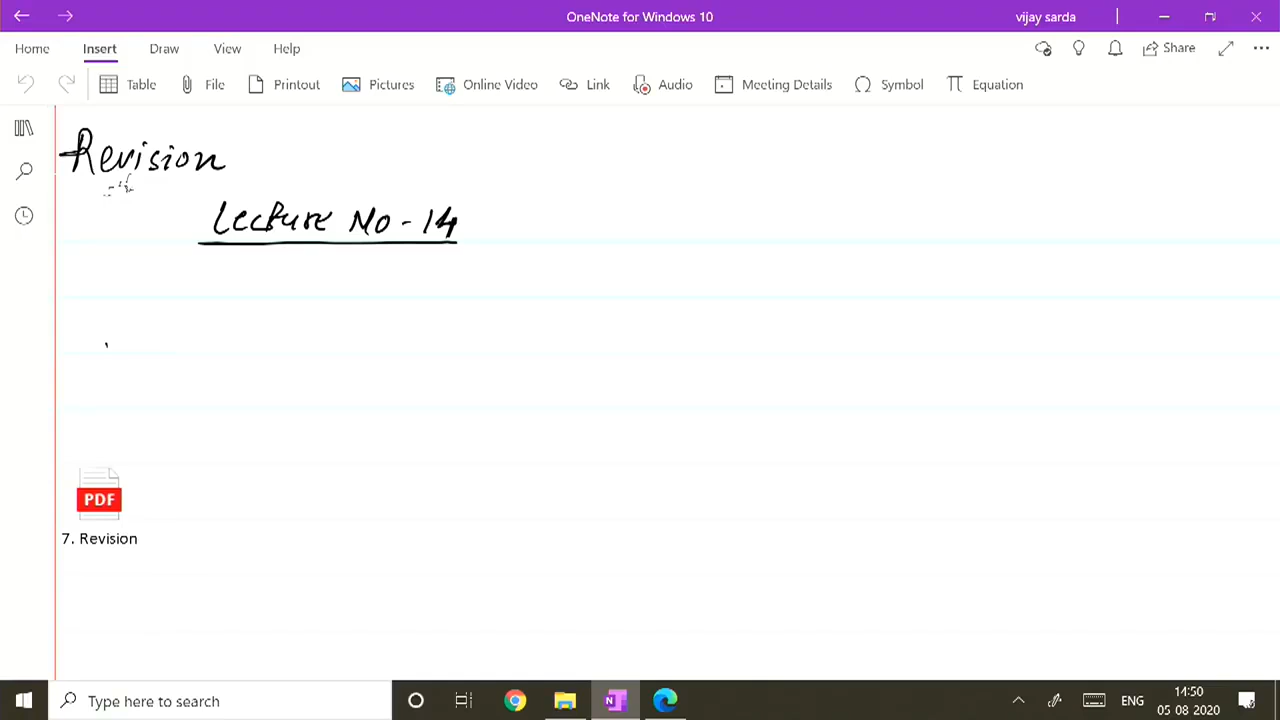 OneNote for Windows 10
vijay sarda
Home Insert Draw View Help
Share
Table File Printout Pictures Online Video Link Audio Meeting Details Symbol Equation
Revision
Lecture No - 14
PDF
7. Revision
Type here to search
ENG
14:50
05-08-2020